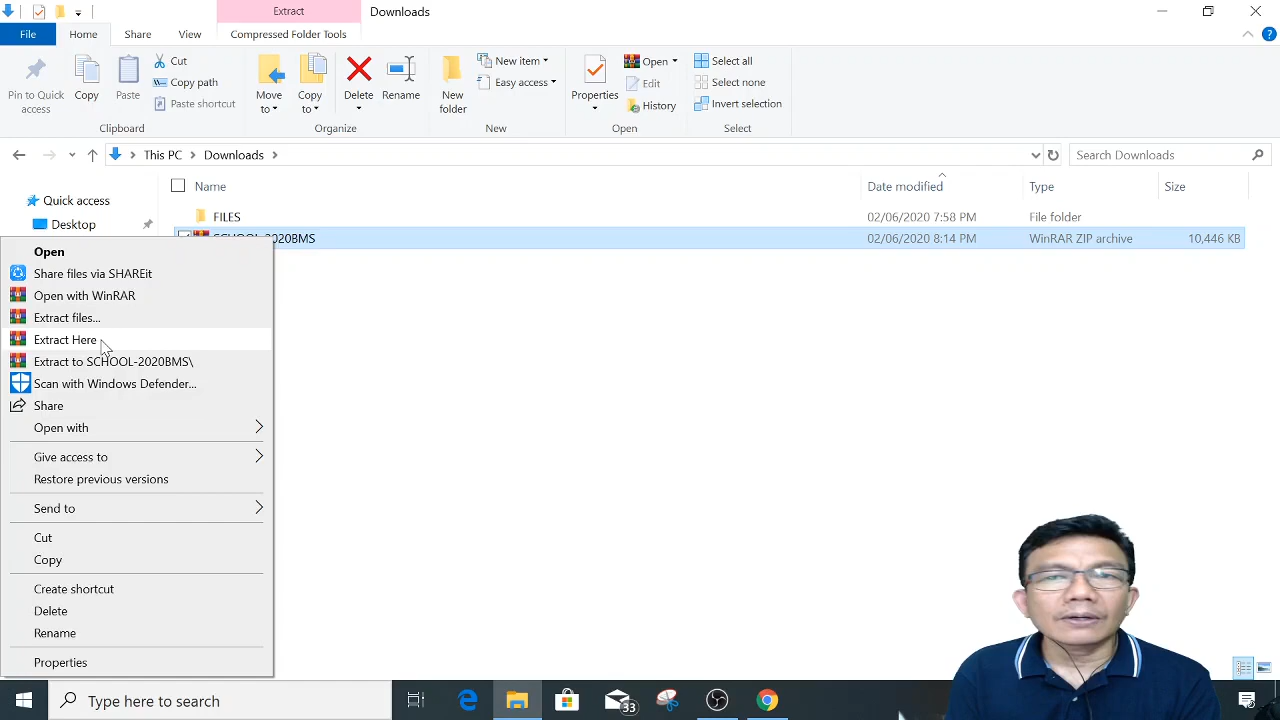 Extract
Downloads
File
Home
Share
View
Compressed Folder Tools
Pin to Quick access
Copy
Paste
Cut
Copy path
Paste shortcut
Clipboard
Move to
Copy to
Delete
Rename
Organize
New folder
New item
Easy access
New
Properties
Open
Edit
History
Open
Select all
Select none
Invert selection
Select
This PC
Downloads
Search Downloads
Name
Date modified
Type
Size
Quick access
Desktop
FILES 02/06/2020 7:58 PM File folder
SCHOOL-2020BMS 02/06/2020 8:14 PM WinRAR ZIP archive 10,446 KB
Open
Share files via SHAREit
Open with WinRAR
Extract files...
Extract Here
Extract to SCHOOL-2020BMS\
Scan with Windows Defender...
Share
Open with
Give access to
Restore previous versions
Send to
Cut
Copy
Create shortcut
Delete
Rename
Properties
Type here to search
33